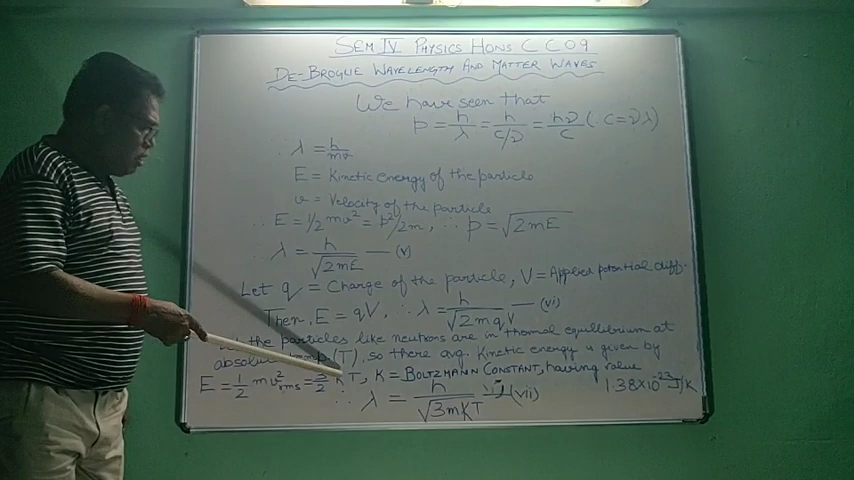 SEM IV PHYSICS HONS CC09
DE-BROGLIE WAVELENGTH AND MATTER WAVES
We have seen that
p = h/λ = h/c/ν = hν/c (c=νλ)
∴ λ = h/mv
E = Kinetic energy of the particle
v = Velocity of the particle
∴ E = 1/2 mv² = p²/2m, ∴ p = √2mE
∴ λ = h/√2mE — (v)
Let q = Charge of the particle, V = Applied potential diff.
Then, E = qV, ∴ λ = h/√2mqV — (vi)
the particles like neutrons are in thermal equilibrium at
absolute temp (T), so there avg. Kinetic energy is given by
E = 1/2 mv²rms = 3/2 KT, K = BOLTZMANN CONSTANT, having value 1.38×10⁻²³J/K
∴ λ = h/√3mKT — (vii)